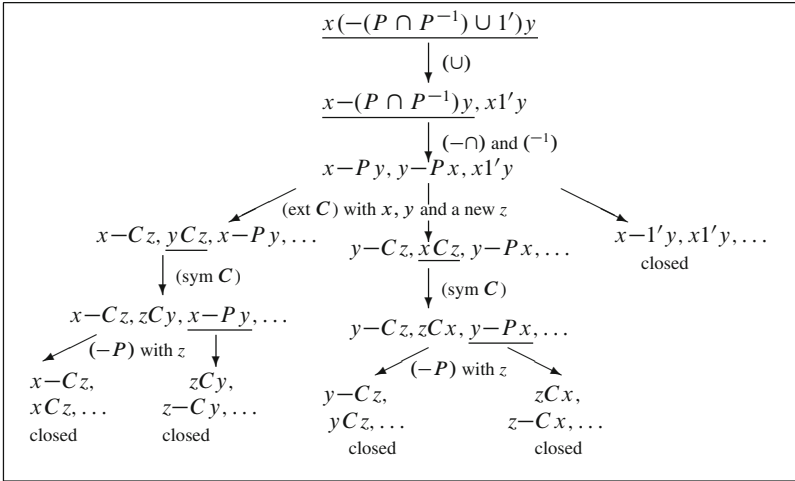 x(−(P ∩ P⁻¹) ∪ 1′)y
(∪)
x−(P ∩ P⁻¹)y, x1′y
(−∩) and (⁻¹)
x−Py, y−Px, x1′y
(ext C) with x, y and a new z
x−Cz, yCz, x−Py, ...
y−Cz, xCz, y−Px, ...
x−1′y, x1′y, ...
closed
(sym C)
(sym C)
x−Cz, zCy, x−Py, ...
y−Cz, zCx, y−Px, ...
(−P) with z
(−P) with z
x−Cz,
xCz, ...
closed
zCy,
z−Cy, ...
closed
y−Cz,
yCz, ...
closed
zCx,
z−Cx, ...
closed